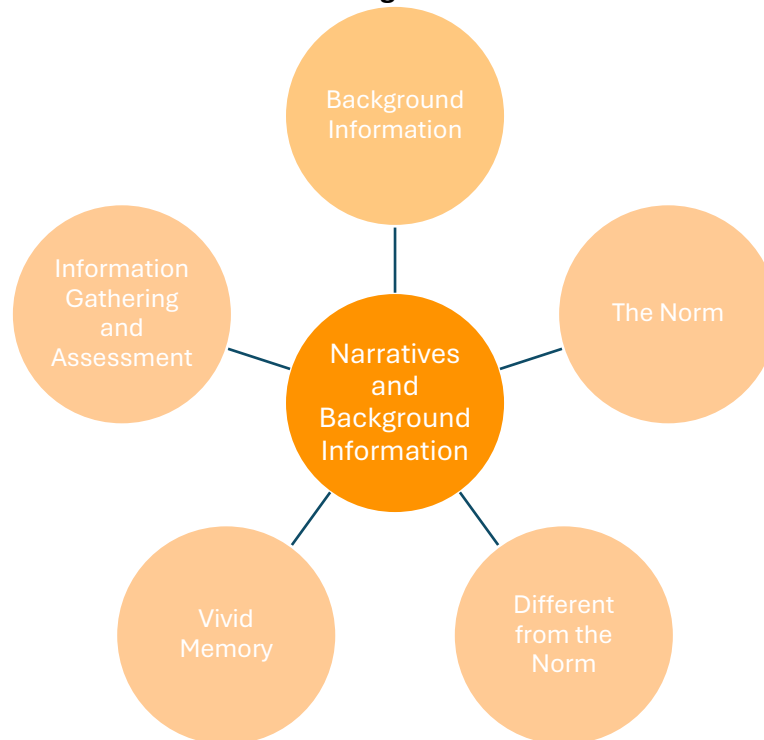 Background
Information
Information
Gathering
and
Assessment
The Norm
Narratives
and
Background
Information
Vivid
Memory
Different
from the
Norm